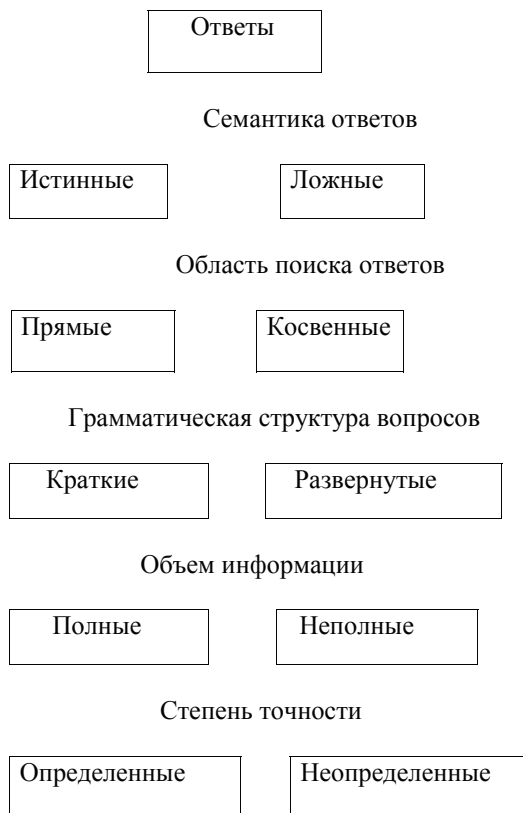 Ответы
Семантика ответов
Истинные Ложные
Область поиска ответов
Прямые Косвенные
Грамматическая структура вопросов
Краткие Развернутые
Объем информации
Полные Неполные
Степень точности
Определенные Неопределенные